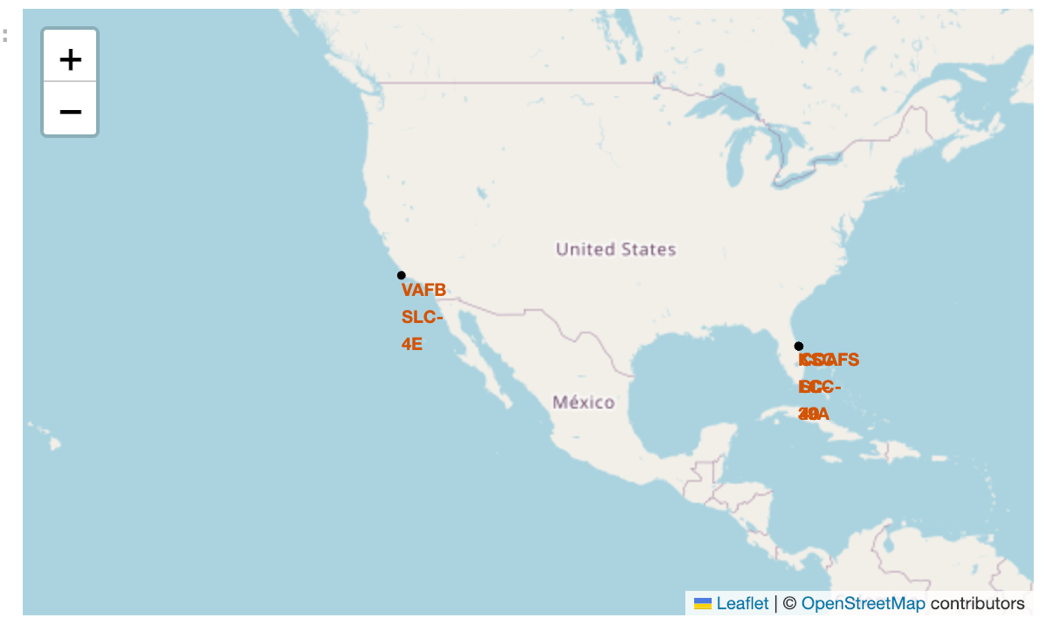 +
−
United States
VAFB
SLC-
4E
México
Leaflet | © OpenStreetMap contributors